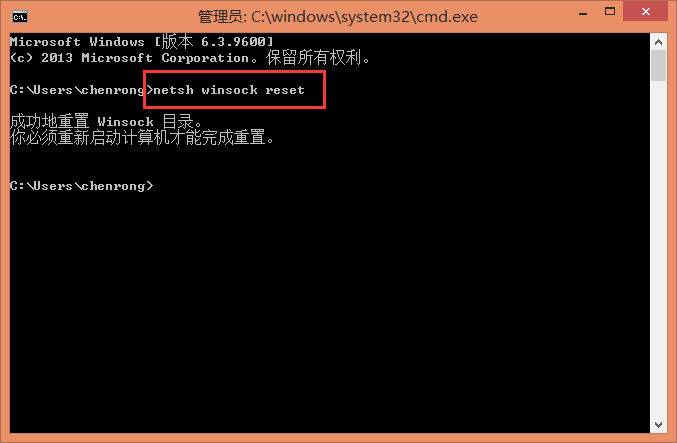 管理员: C:\windows\system32\cmd.exe
Microsoft Windows [版本 6.3.9600]
(c) 2013 Microsoft Corporation。保留所有权利。
C:\Users\chenrong>netsh winsock reset
成功地重置 Winsock 目录。
你必须重新启动计算机才能完成重置。
C:\Users\chenrong>